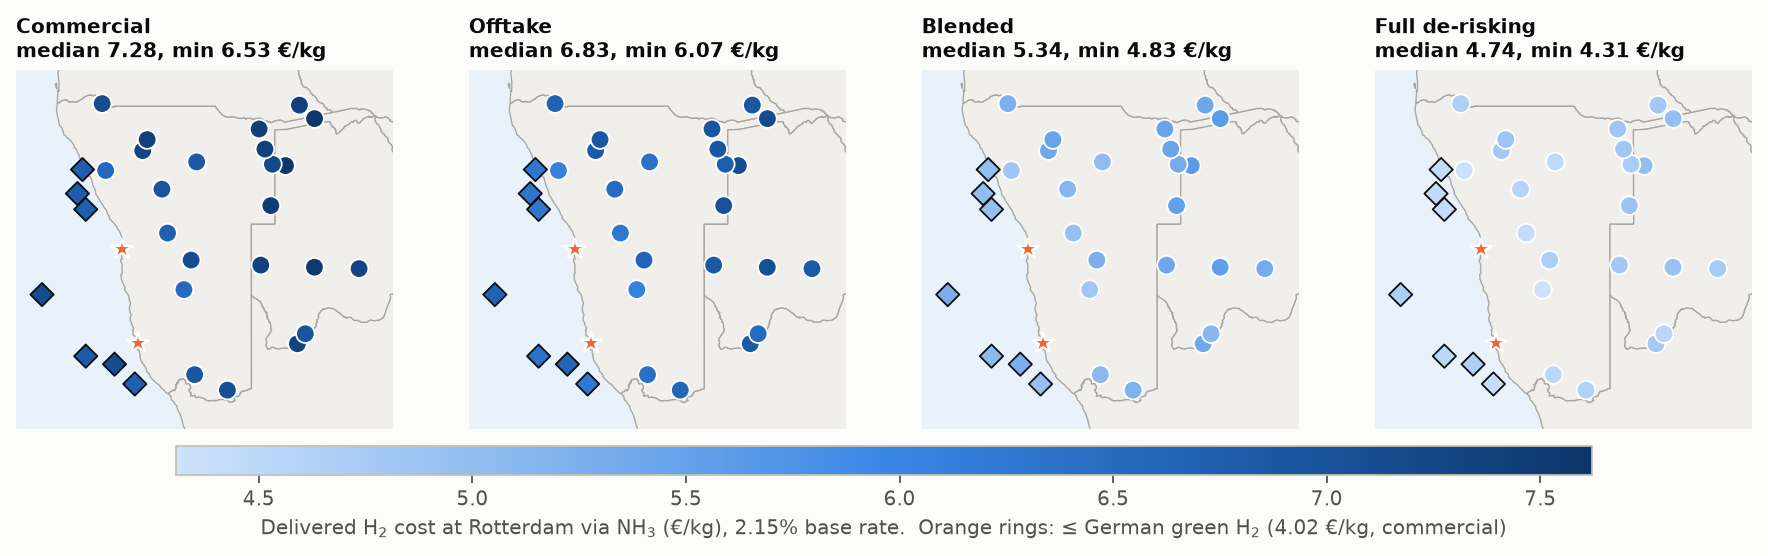 Commercial
median 7.28, min 6.53 €/kg
Offtake
median 6.83, min 6.07 €/kg
Blended
median 5.34, min 4.83 €/kg
Full de-risking
median 4.74, min 4.31 €/kg
4.5 5.0 5.5 6.0 6.5 7.0 7.5
Delivered H₂ cost at Rotterdam via NH₃ (€/kg), 2.15% base rate. Orange rings: ≤ German green H₂ (4.02 €/kg, commercial)